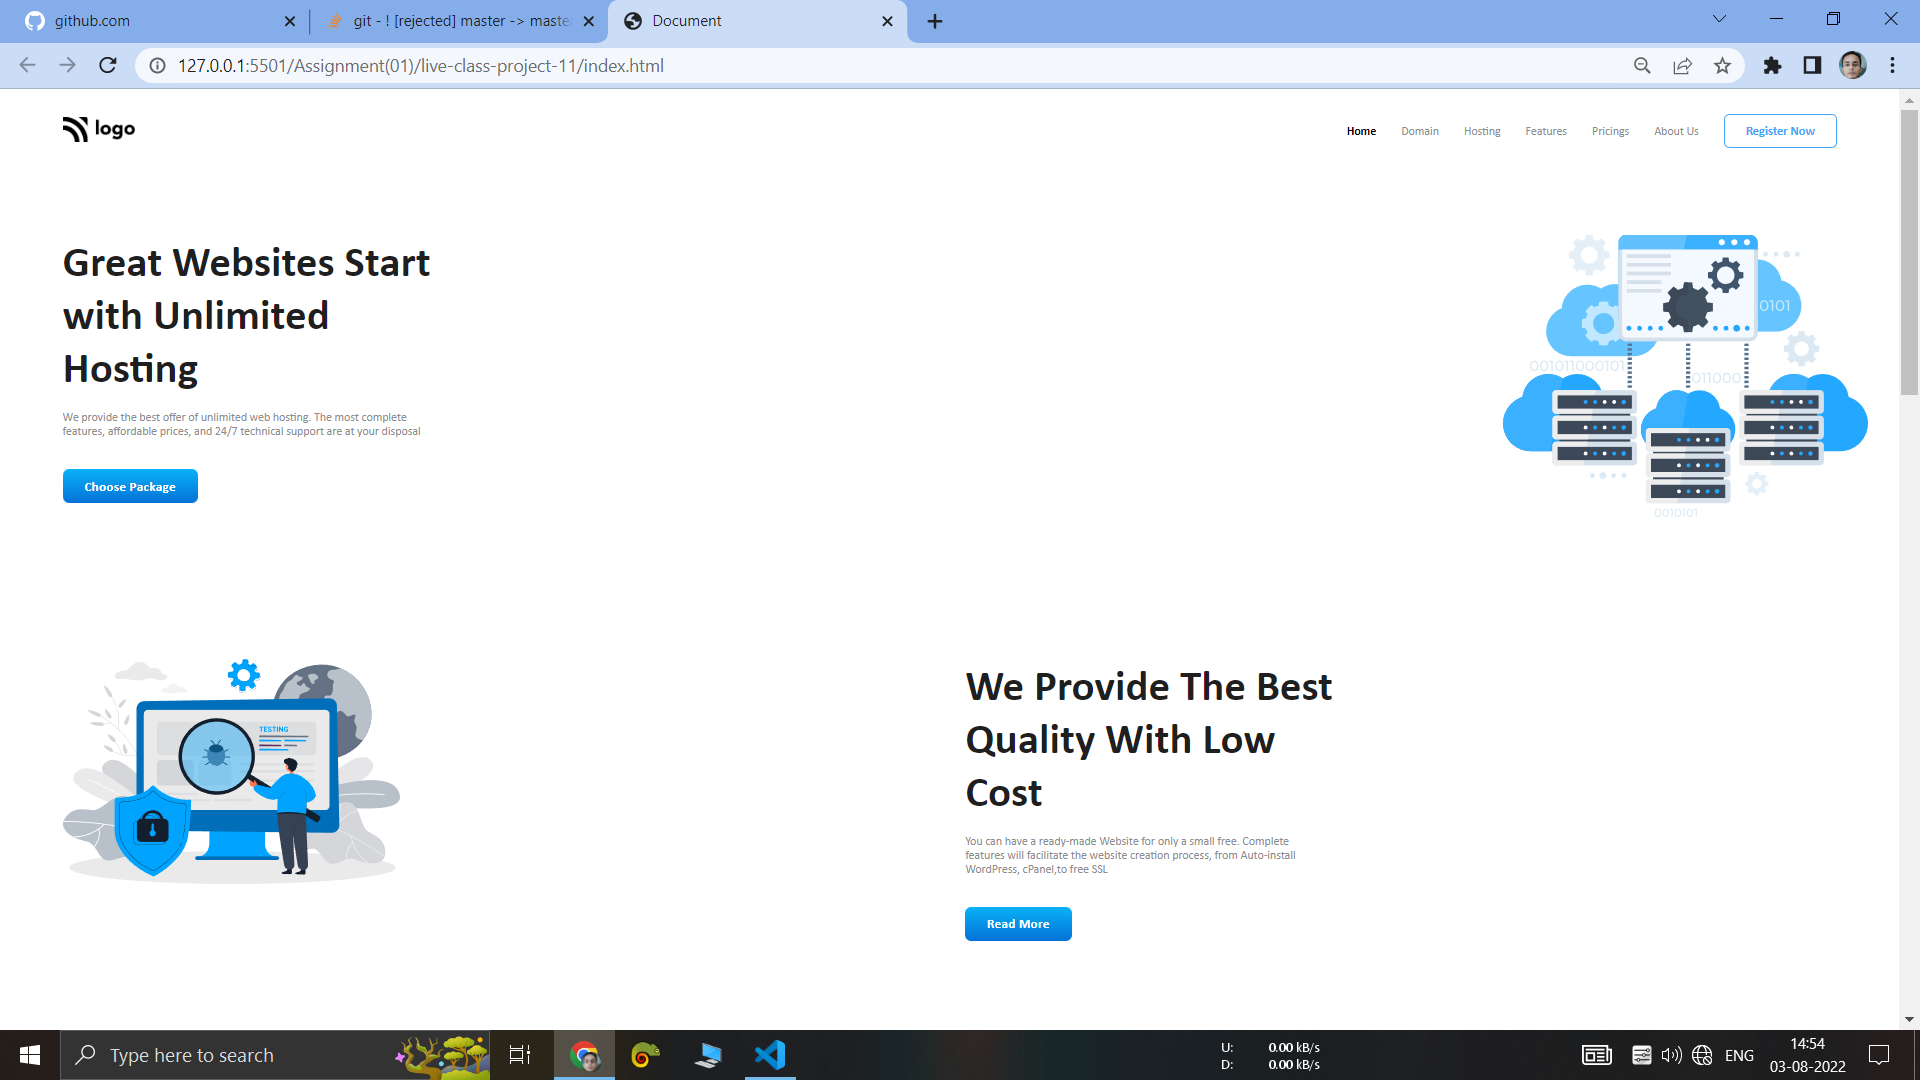 github.com
git - ! [rejected] master -> master
Document
127.0.0.1:5501/Assignment(01)/live-class-project-11/index.html
logo
Home
Domain
Hosting
Features
Pricings
About Us
Register Now
Great Websites Start
with Unlimited
Hosting
We provide the best offer of unlimited web hosting. The most complete
features, affordable prices, and 24/7 technical support are at your disposal
Choose Package
0101
001011000101
011000
0010101
TESTING
We Provide The Best
Quality With Low
Cost
You can have a ready-made Website for only a small free. Complete
features will facilitate the website creation process, from Auto-install
WordPress, cPanel,to free SSL
Read More
Type here to search
U: 0.00 kB/s
D: 0.00 kB/s
ENG
14:54
03-08-2022